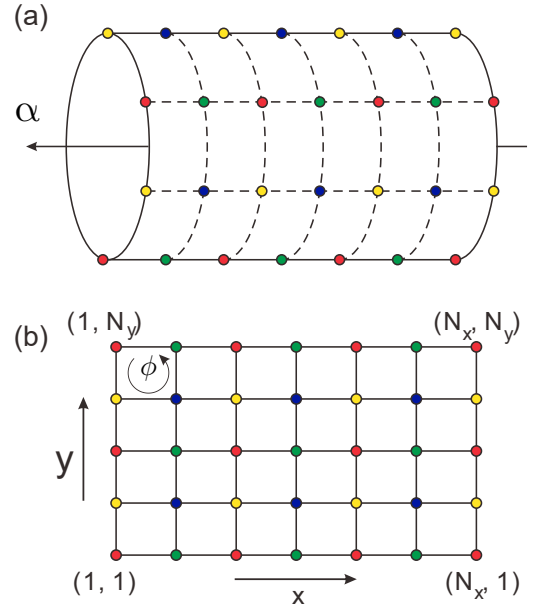 (a)
α
(b)
(1, N_y)
(N_x, N_y)
ϕ
y
(1, 1)
x
(N_x, 1)